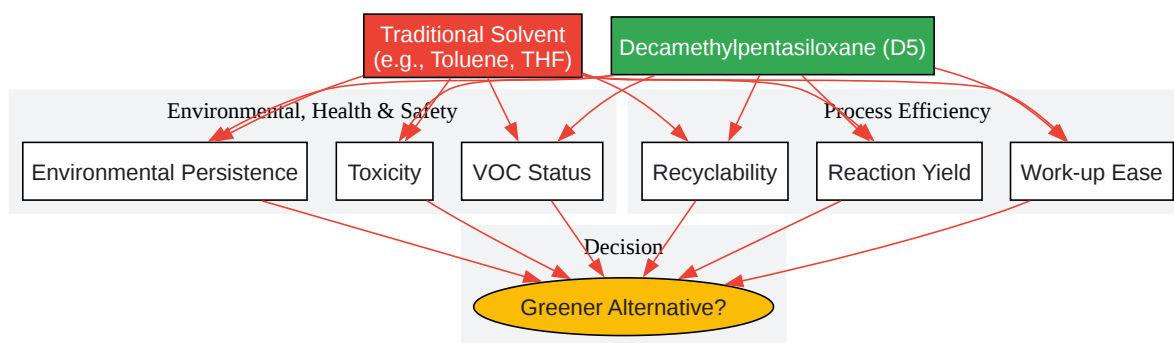 Traditional Solvent
(e.g., Toluene, THF)
Decamethylpentasiloxane (D5)
Environmental, Health & Safety
Process Efficiency
Environmental Persistence
Toxicity
VOC Status
Recyclability
Reaction Yield
Work-up Ease
Decision
Greener Alternative?